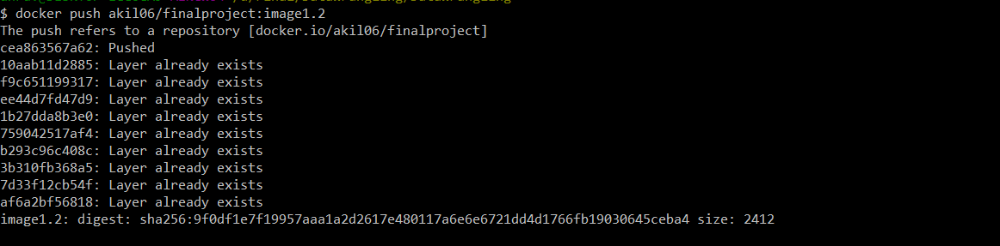 $ docker push akil06/finalproject:image1.2
The push refers to a repository [docker.io/akil06/finalproject]
cea863567a62: Pushed
10aab11d2885: Layer already exists
f9c651199317: Layer already exists
ee44d7fd47d9: Layer already exists
1b27dda8b3e0: Layer already exists
759042517af4: Layer already exists
b293c96c408c: Layer already exists
3b310fb368a5: Layer already exists
7d33f12cb54f: Layer already exists
af6a2bf56818: Layer already exists
image1.2: digest: sha256:9f0df1e7f19957aaa1a2d2617e480117a6e6e6721dd4d1766fb19030645ceba4 size: 2412